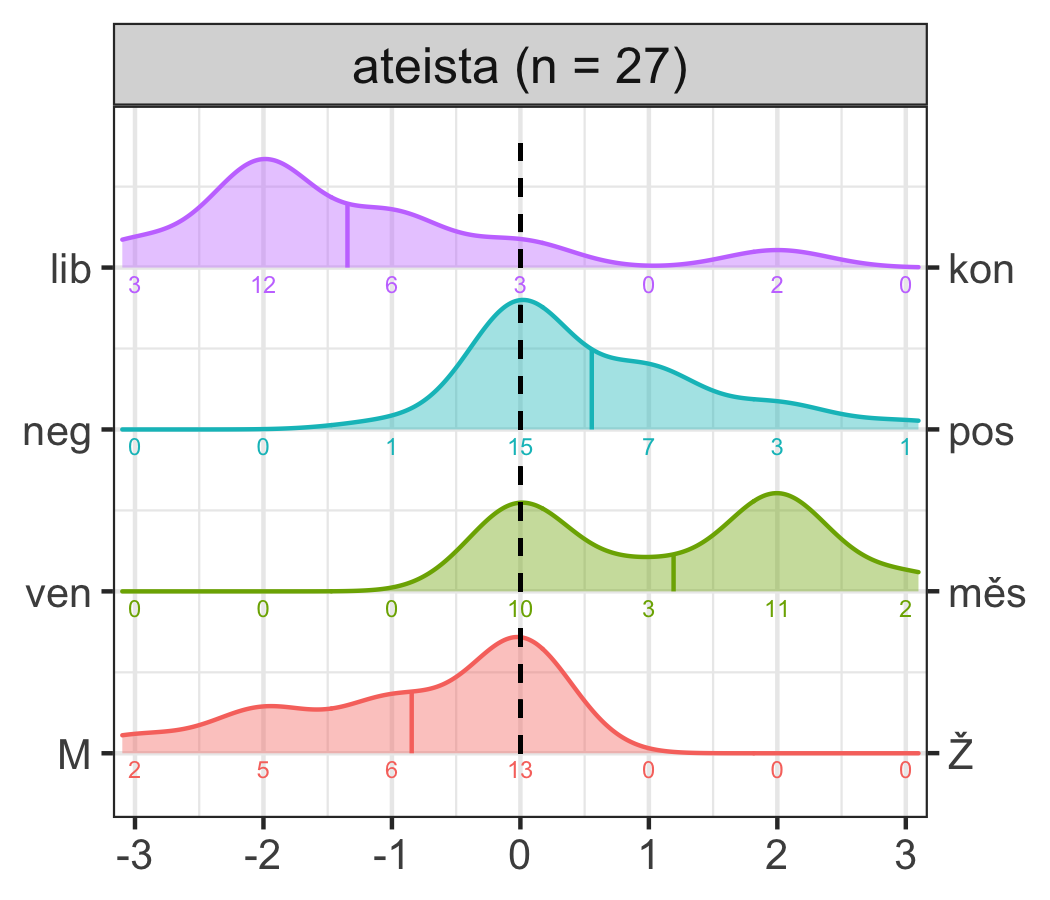 ateista (n = 27)
lib kon
3 12 6 3 0 2 0
neg pos
0 0 1 15 7 3 1
ven měs
0 0 0 10 3 11 2
M Ž
2 5 6 13 0 0 0
-3 -2 -1 0 1 2 3